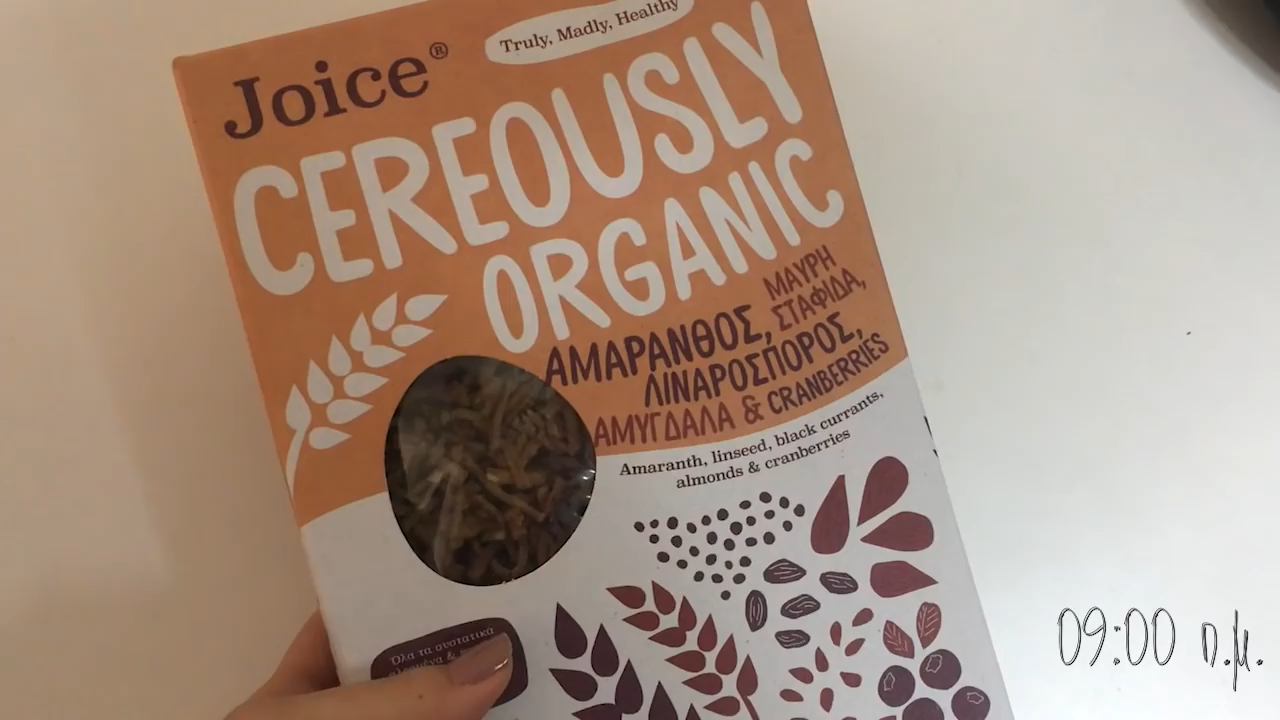 Joice®
Truly, Madly, Healthy
CEREOUSLY
ORGANIC
ΑΜΑΡΑΝΘΟΣ, ΜΑΥΡΗ
ΣΤΑΦΙΔΑ,
ΛΙΝΑΡΟΣΠΟΡΟΣ,
ΑΜΥΓΔΑΛΑ & CRANBERRIES
Amaranth, linseed, black currants,
almonds & cranberries
Όλα τα συστατικά
09:00 π.μ.